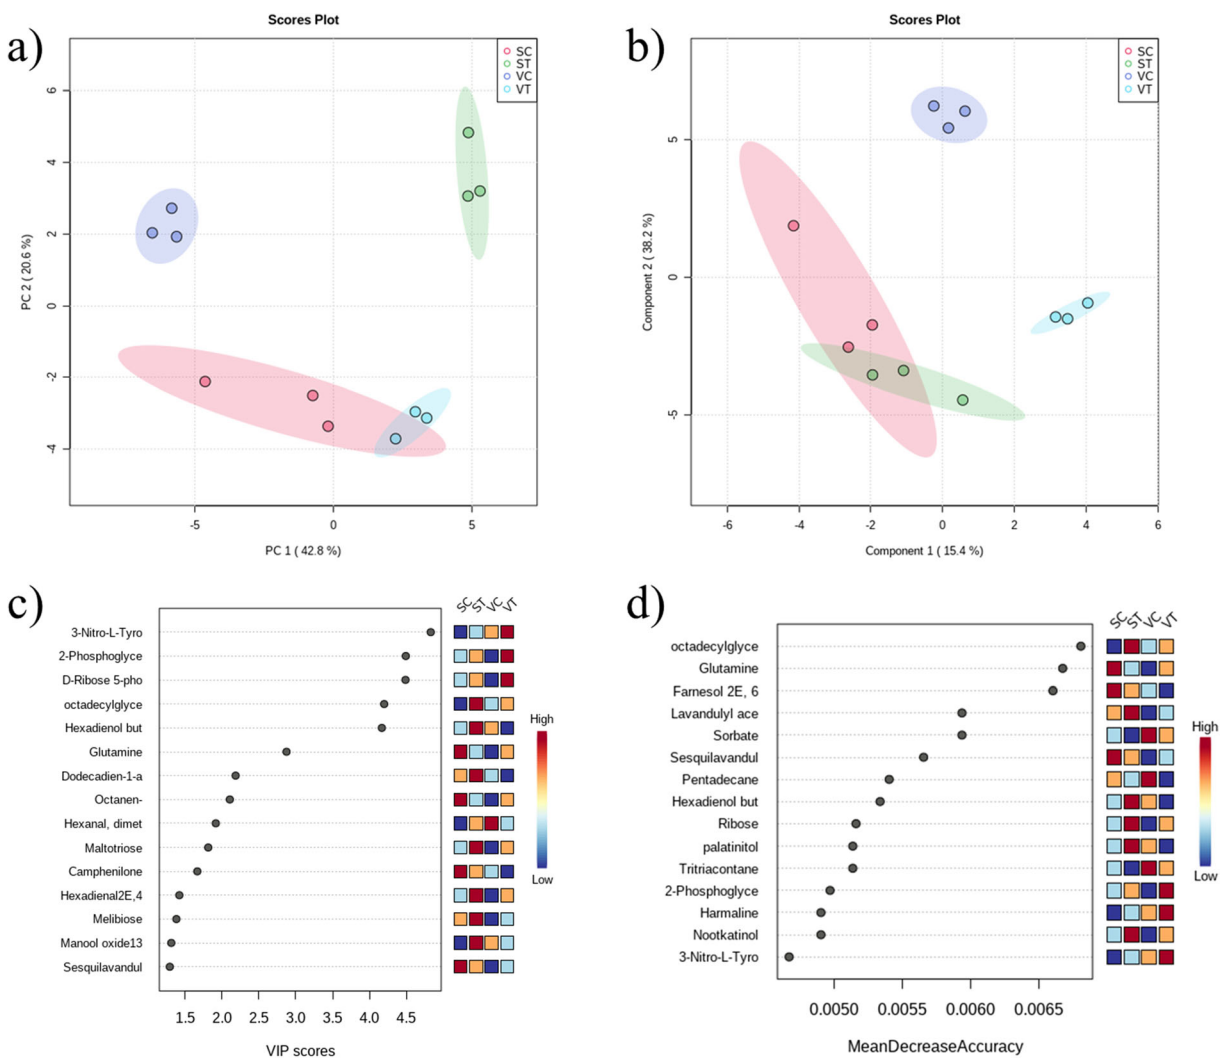 a)
Scores Plot
SC
ST
VC
VT
6
4
2
0
-2
-4
PC 2 ( 20.6 %)
-5
0
5
PC 1 ( 42.8 %)
b)
Scores Plot
SC
ST
VC
VT
5
0
-5
Component 2 ( 38.2 %)
-6
-4
-2
0
2
4
6
Component 1 ( 15.4 %)
c)
SC ST VC VT
3-Nitro-L-Tyro
2-Phosphoglyce
D-Ribose 5-pho
octadecylglyce
Hexadienol but
Glutamine
Dodecadien-1-a
Octanen-
Hexanal, dimet
Maltotriose
Camphenilone
Hexadienal2E,4
Melibiose
Manool oxide13
Sesquilavandul
High
Low
1.5 2.0 2.5 3.0 3.5 4.0 4.5
VIP scores
d)
SC ST VC VT
octadecylglyce
Glutamine
Farnesol 2E, 6
Lavandulyl ace
Sorbate
Sesquilavandul
Pentadecane
Hexadienol but
Ribose
palatinitol
Tritriacontane
2-Phosphoglyce
Harmaline
Nootkatinol
3-Nitro-L-Tyro
High
Low
0.0050 0.0055 0.0060 0.0065
MeanDecreaseAccuracy